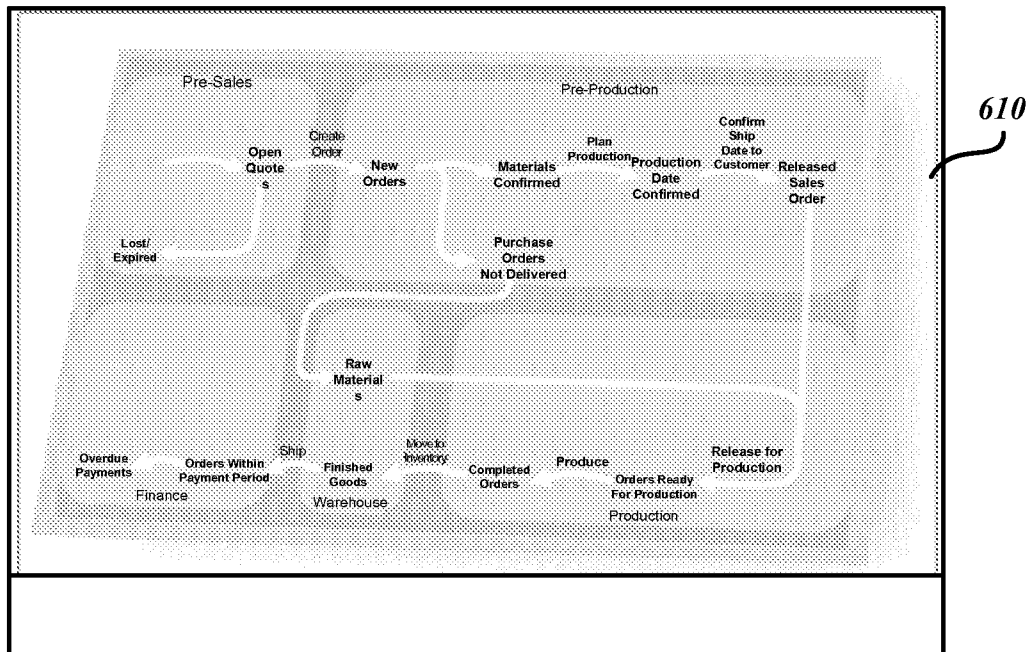 Pre-Sales
Pre-Production
610
Create
Order
Open
Quote
s
New
Orders
Materials
Confirmed
Plan
Production
Production
Date
Confirmed
Confirm
Ship
Date to
Customer
Released
Sales
Order
Lost/
Expired
Purchase
Orders
Not Delivered
Raw
Material
s
Overdue
Payments
Orders Within
Payment Period
Ship
Finished
Goods
Move to
Inventory
Completed
Orders
Produce
Orders Ready
For Production
Release for
Production
Finance
Warehouse
Production